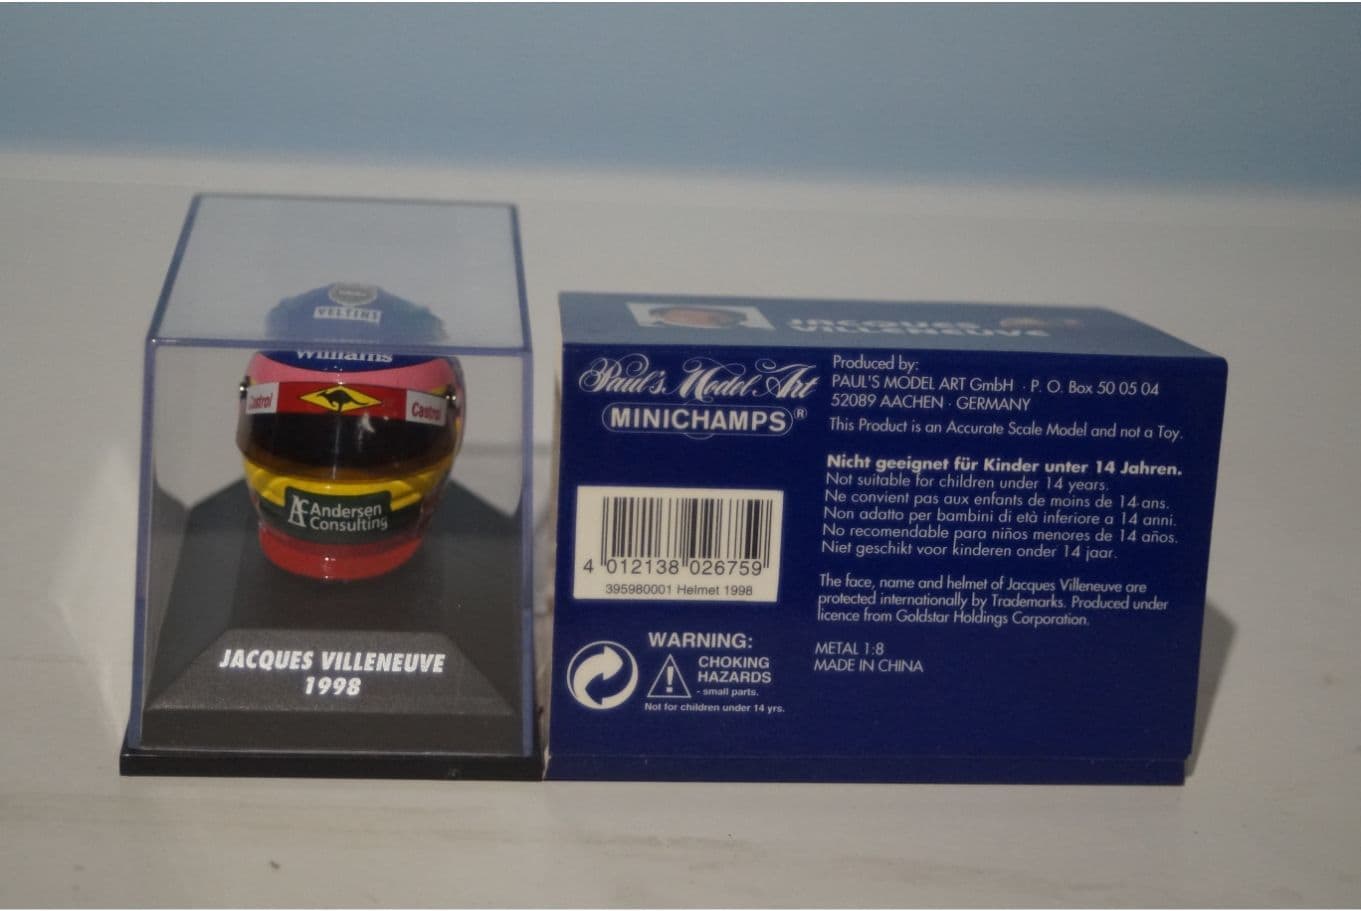 VELTINS
Williams
Castrol
Castrol
Andersen
Consulting
JACQUES VILLENEUVE
1998
JACQUES
VILLENEUVE
Paul's Model Art
MINICHAMPS®
4 012138 026759
395980001 Helmet 1998
WARNING:
CHOKING
HAZARDS
- small parts.
Not for children under 14 yrs.
Produced by:
PAUL'S MODEL ART GmbH · P. O. Box 50 05 04
52089 AACHEN · GERMANY
This Product is an Accurate Scale Model and not a Toy.
Nicht geeignet für Kinder unter 14 Jahren.
Not suitable for children under 14 years.
Ne convient pas aux enfants de moins de 14 ans.
Non adatto per bambini di età inferiore a 14 anni.
No recomendable para niños menores de 14 años.
Niet geschikt voor kinderen onder 14 jaar.
The face, name and helmet of Jacques Villeneuve are
protected internationally by Trademarks. Produced under
licence from Goldstar Holdings Corporation.
METAL 1:8
MADE IN CHINA